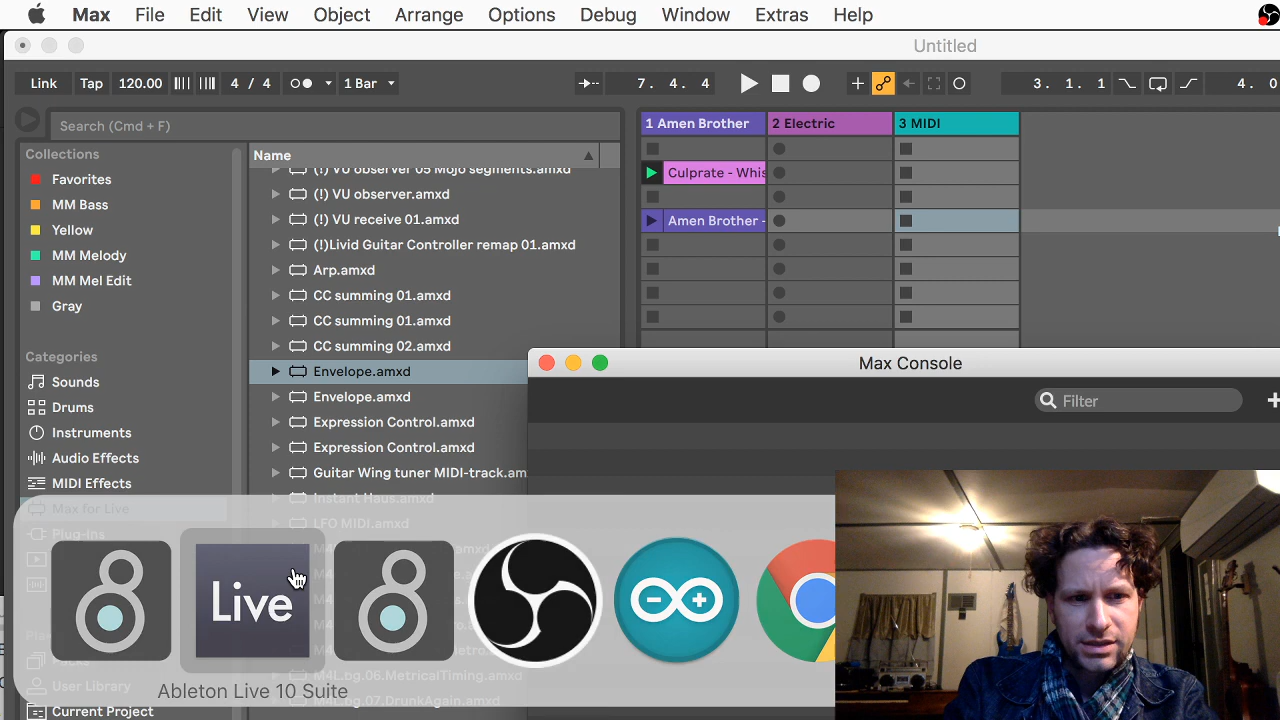 Max File Edit View Object Arrange Options Debug Window Extras Help
Untitled
Link Tap 120.00 4 / 4 1 Bar 7. 4. 4 3. 1. 1 4. 0
Search (Cmd + F)
1 Amen Brother 2 Electric 3 MIDI
Collections
Name
(!) VU observer 05 Mojo segments.amxd
Favorites
Culprate - Whis
(!) VU observer.amxd
MM Bass
(!) VU receive 01.amxd
Amen Brother -
Yellow
(!)Livid Guitar Controller remap 01.amxd
MM Melody
Arp.amxd
MM Mel Edit
CC summing 01.amxd
Gray
CC summing 01.amxd
CC summing 02.amxd
Categories
Envelope.amxd
Max Console
Sounds
Envelope.amxd
Filter
Drums
Expression Control.amxd
Instruments
Expression Control.amxd
Audio Effects
Guitar Wing tuner MIDI-track.am
MIDI Effects
Instant Haus.amxd
Max for Live
LFO MIDI.amxd
Plug-Ins
Live
Packs
M4L.bg.06.MetricalTiming.amxd
User Library
Ableton Live 10 Suite
M4L.bg.07.DrunkAgain.amxd
Current Project